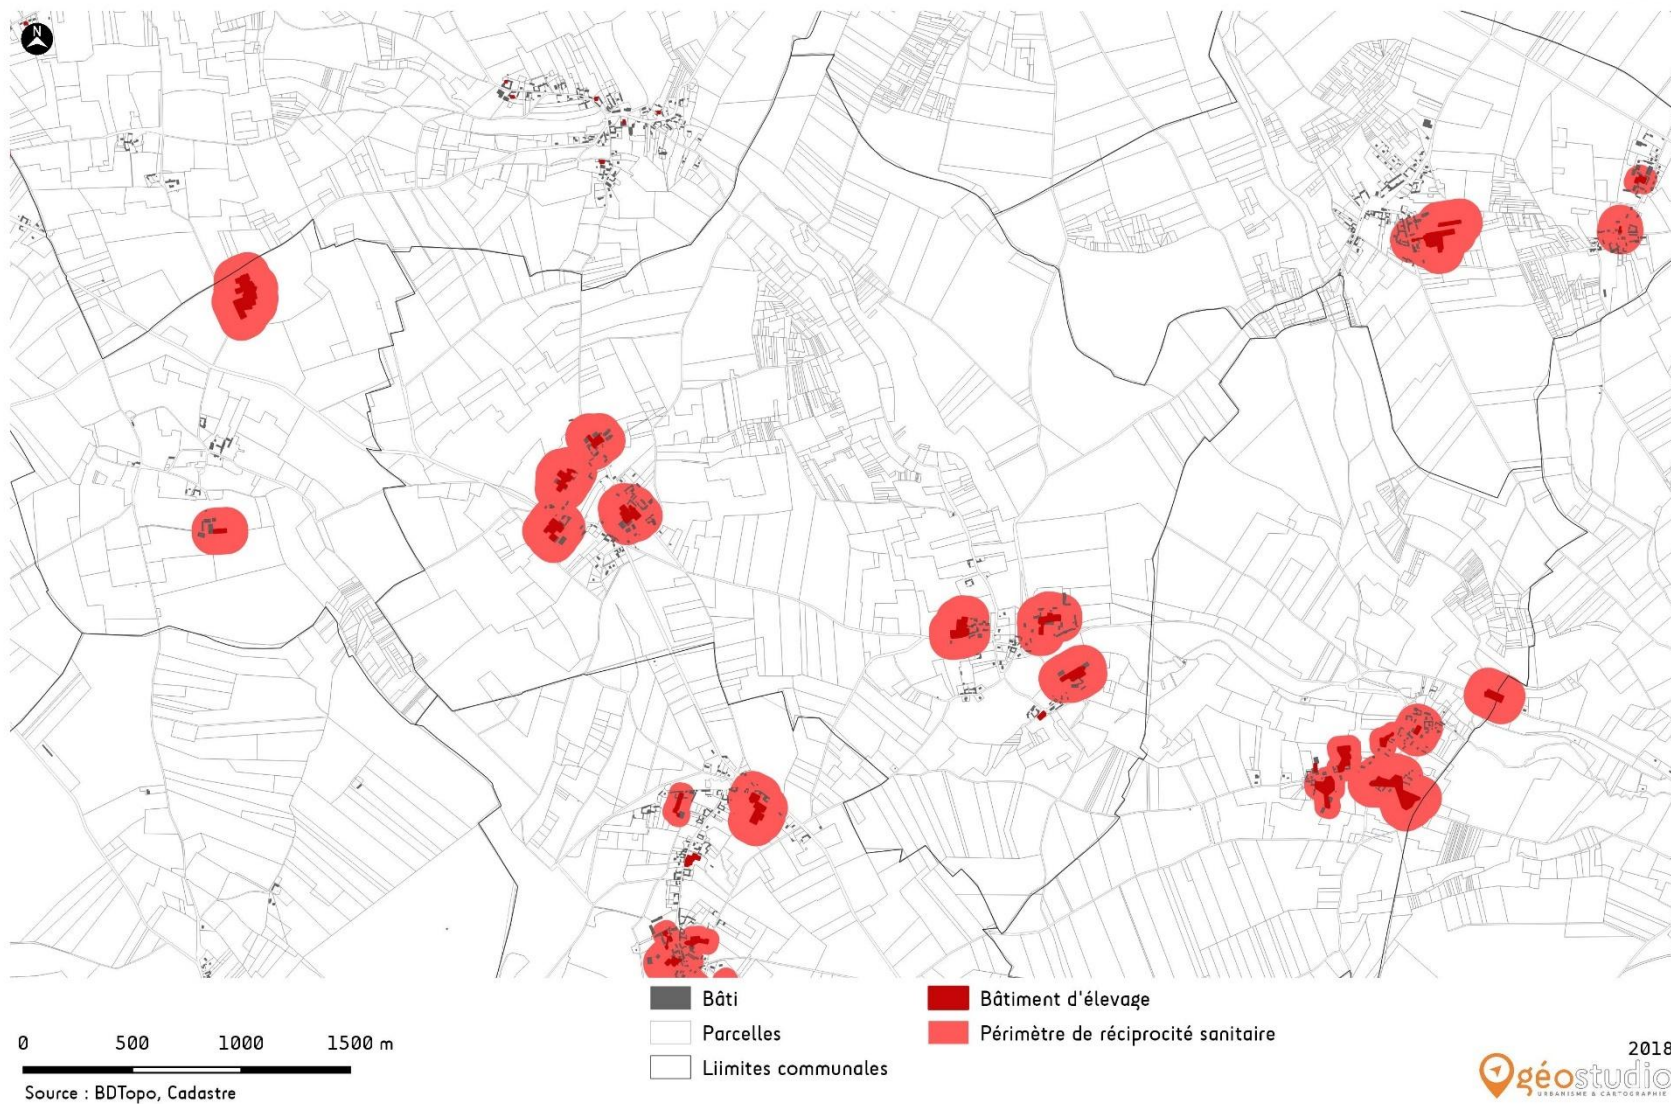 N
Bâti
Parcelles
Liimites communales
Bâtiment d'élevage
Périmètre de réciprocité sanitaire
0 500 1000 1500 m
Source : BDTopo, Cadastre
2018
géostudio
URBANISME & CARTOGRAPHIE